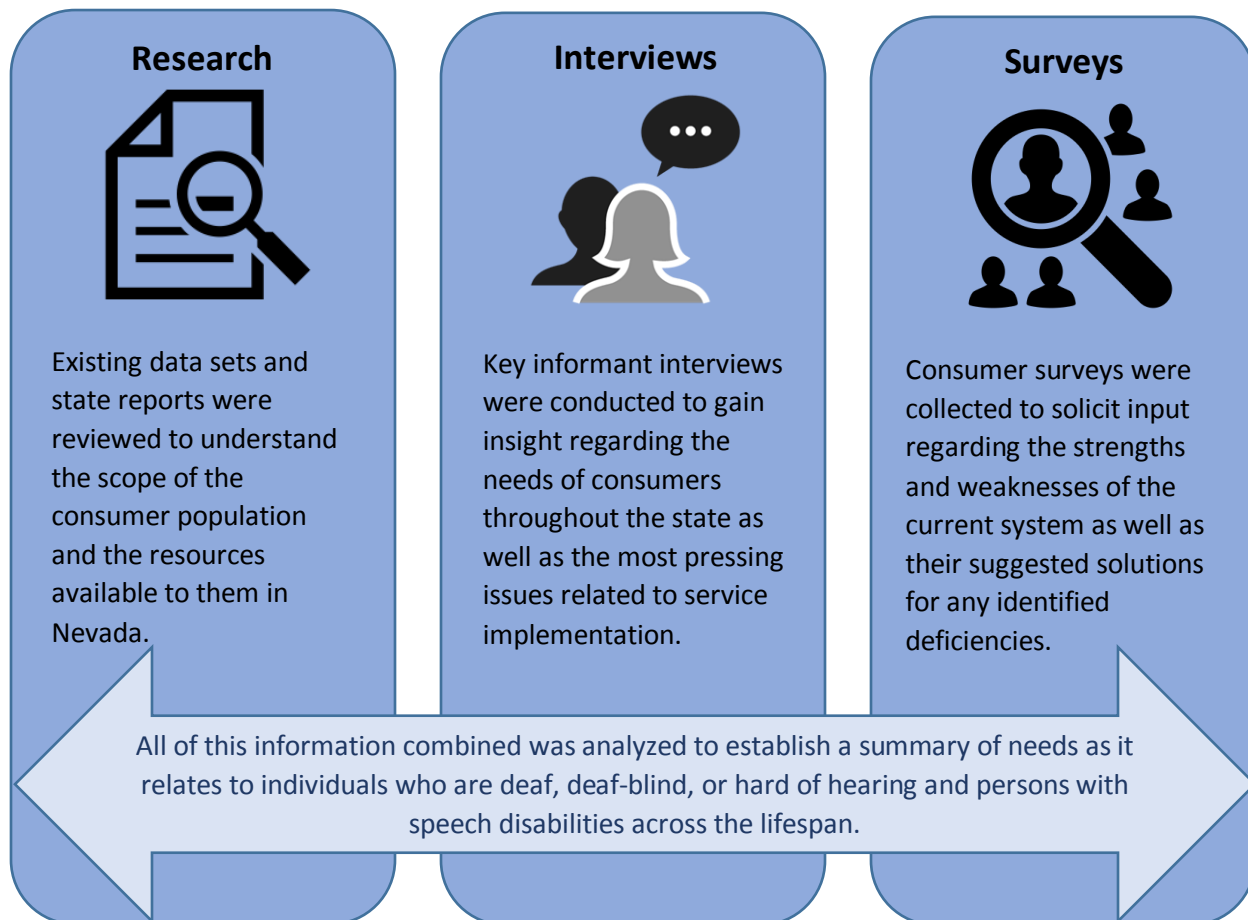 Research
Existing data sets and
state reports were
reviewed to understand
the scope of the
consumer population
and the resources
available to them in
Nevada.
Interviews
Key informant interviews
were conducted to gain
insight regarding the
needs of consumers
throughout the state as
well as the most pressing
issues related to service
implementation.
Surveys
Consumer surveys were
collected to solicit input
regarding the strengths
and weaknesses of the
current system as well as
their suggested solutions
for any identified
deficiencies.
All of this information combined was analyzed to establish a summary of needs as it
relates to individuals who are deaf, deaf-blind, or hard of hearing and persons with
speech disabilities across the lifespan.